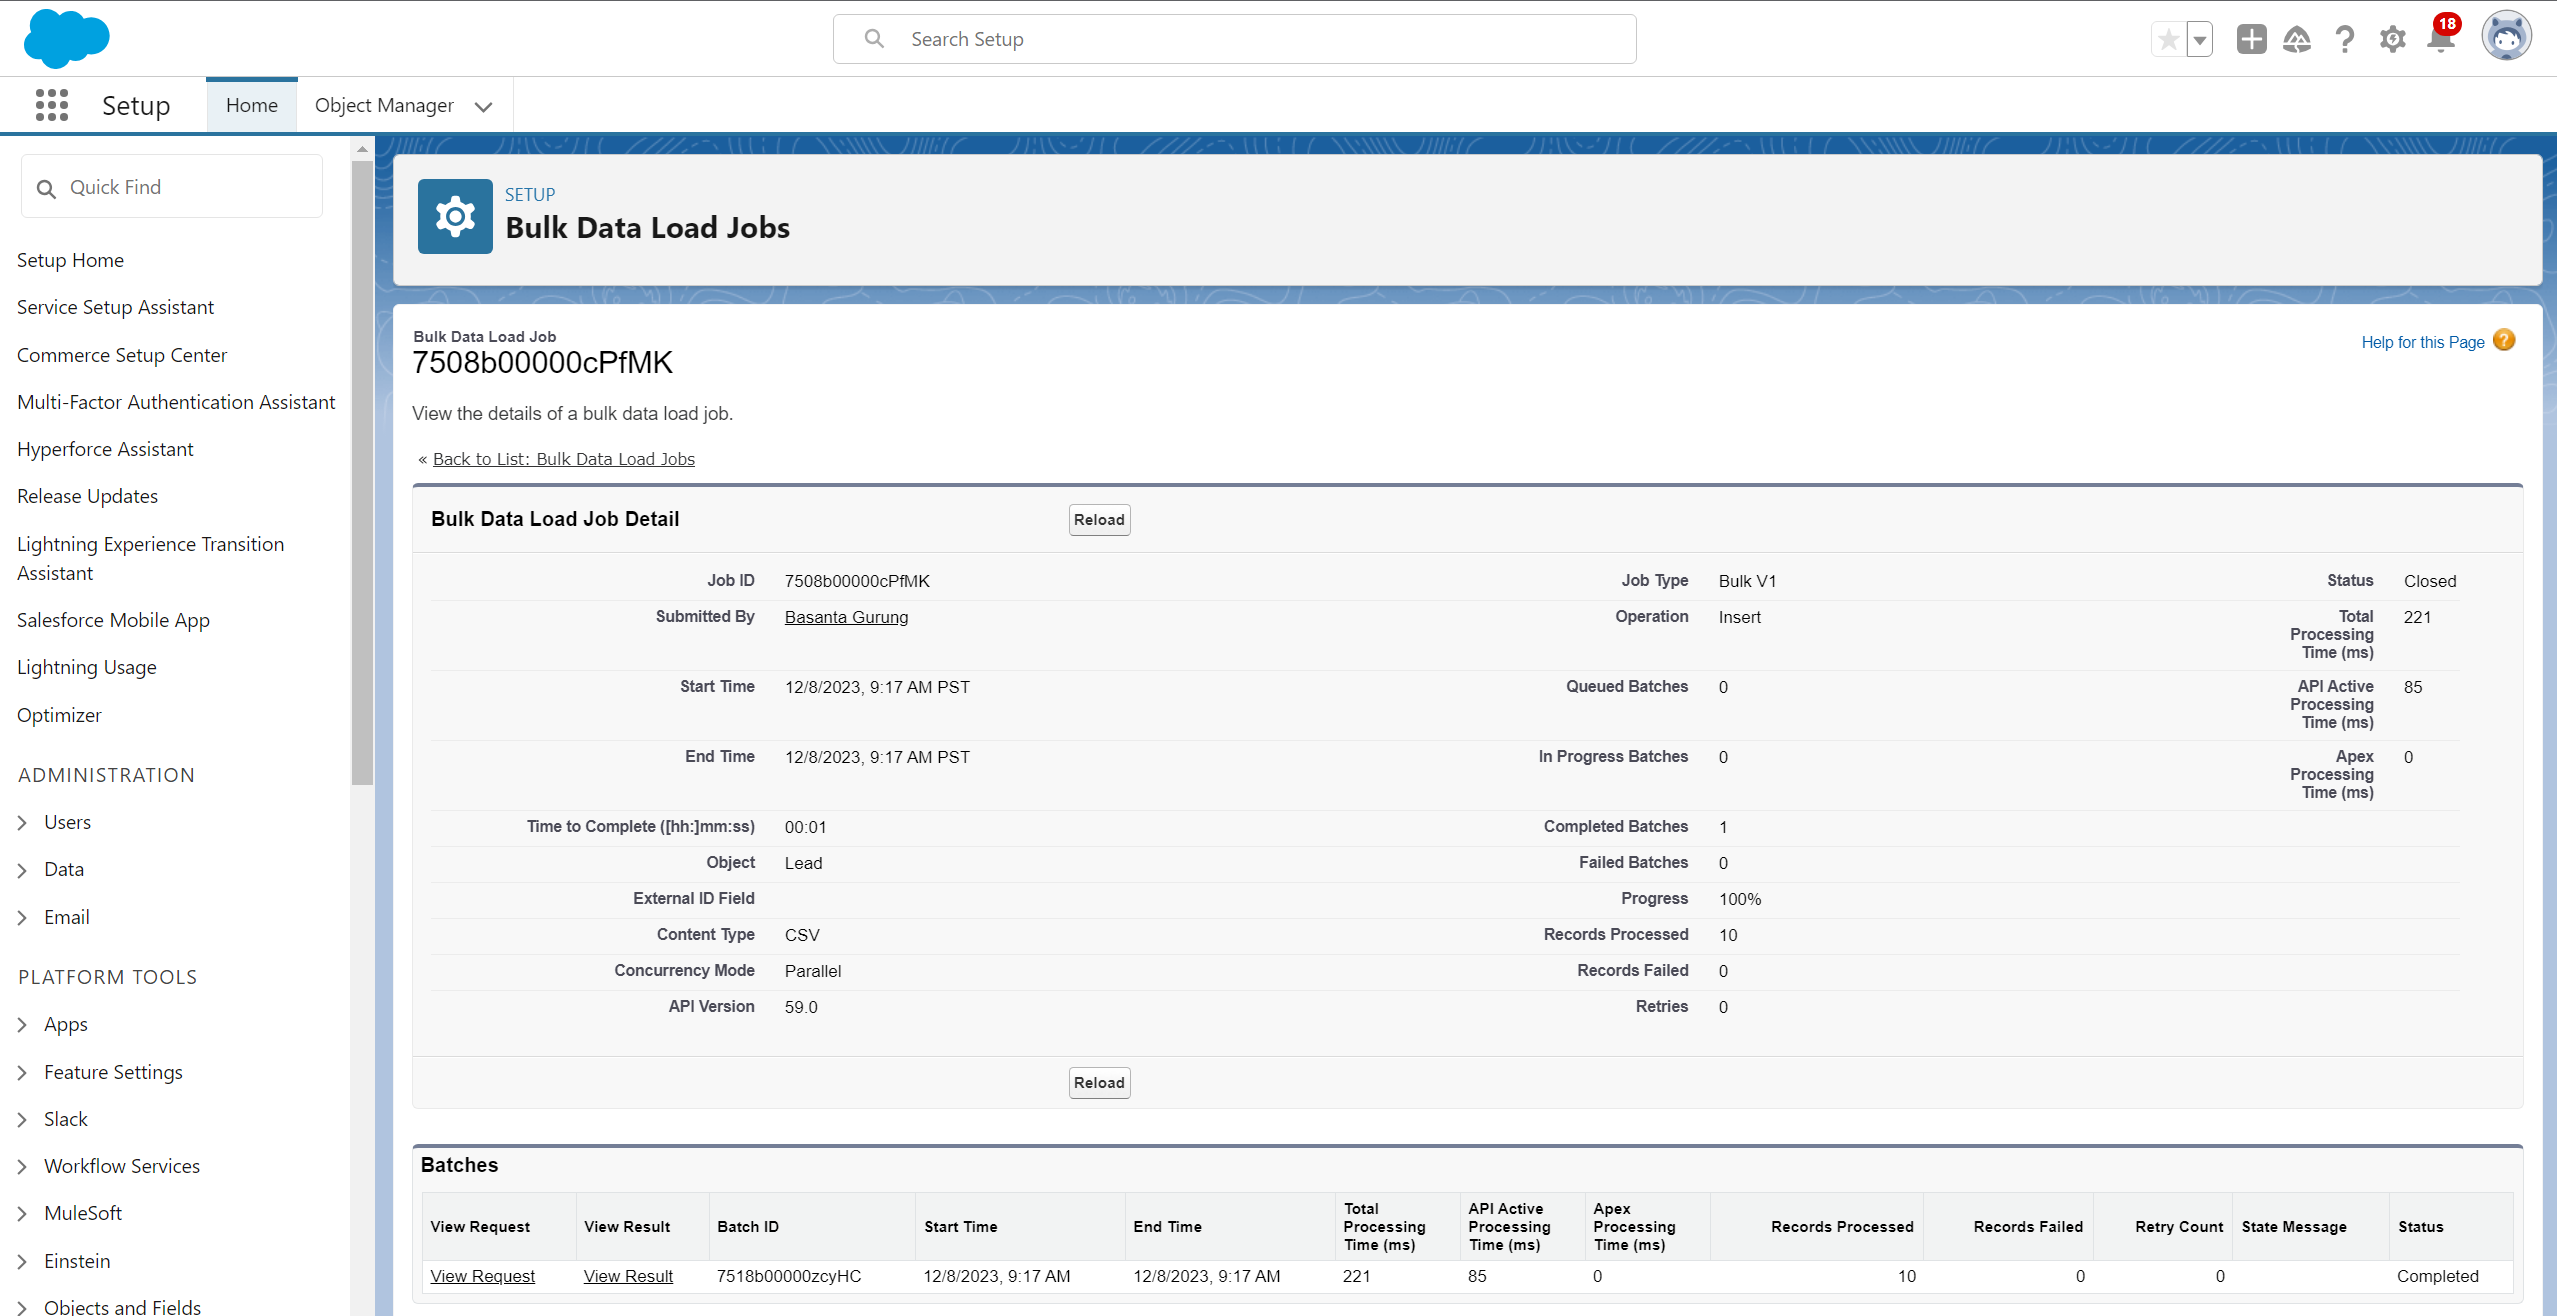 Search Setup
18
Setup
Home
Object Manager
Quick Find
Setup Home
Service Setup Assistant
Commerce Setup Center
Multi-Factor Authentication Assistant
Hyperforce Assistant
Release Updates
Lightning Experience Transition
Assistant
Salesforce Mobile App
Lightning Usage
Optimizer
ADMINISTRATION
Users
Data
Email
PLATFORM TOOLS
Apps
Feature Settings
Slack
Workflow Services
MuleSoft
Einstein
Objects and Fields
SETUP
Bulk Data Load Jobs
Bulk Data Load Job
7508b00000cPfMK
Help for this Page ?
View the details of a bulk data load job.
« Back to List: Bulk Data Load Jobs
Bulk Data Load Job Detail Reload
Job ID 7508b00000cPfMK Job Type Bulk V1 Status Closed
Submitted By Basanta Gurung Operation Insert Total Processing Time (ms) 221
Start Time 12/8/2023, 9:17 AM PST Queued Batches 0 API Active Processing Time (ms) 85
End Time 12/8/2023, 9:17 AM PST In Progress Batches 0 Apex Processing Time (ms) 0
Time to Complete ([hh:]mm:ss) 00:01 Completed Batches 1
Object Lead Failed Batches 0
External ID Field Progress 100%
Content Type CSV Records Processed 10
Concurrency Mode Parallel Records Failed 0
API Version 59.0 Retries 0
Reload
Batches
View Request View Result Batch ID Start Time End Time Total Processing Time (ms) API Active Processing Time (ms) Apex Processing Time (ms) Records Processed Records Failed Retry Count State Message Status
View Request View Result 7518b00000zcyHC 12/8/2023, 9:17 AM 12/8/2023, 9:17 AM 221 85 0 10 0 0 Completed